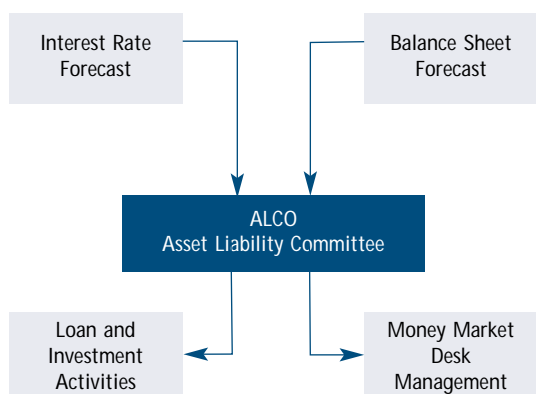 Interest Rate
Forecast
Balance Sheet
Forecast
ALCO
Asset Liability Committee
Loan and
Investment
Activities
Money Market
Desk
Management